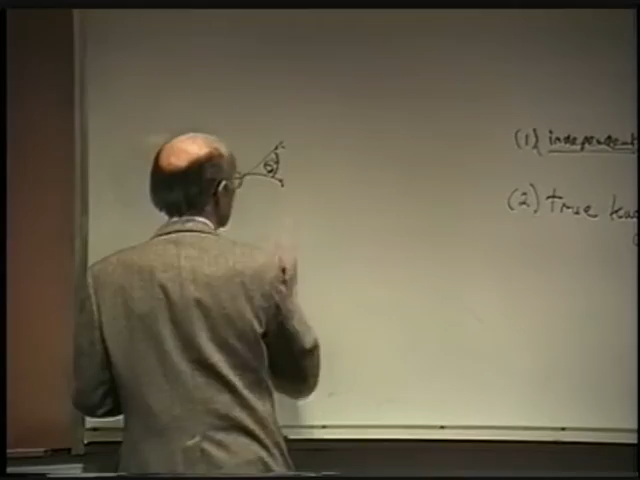 (1) independent
(2) true